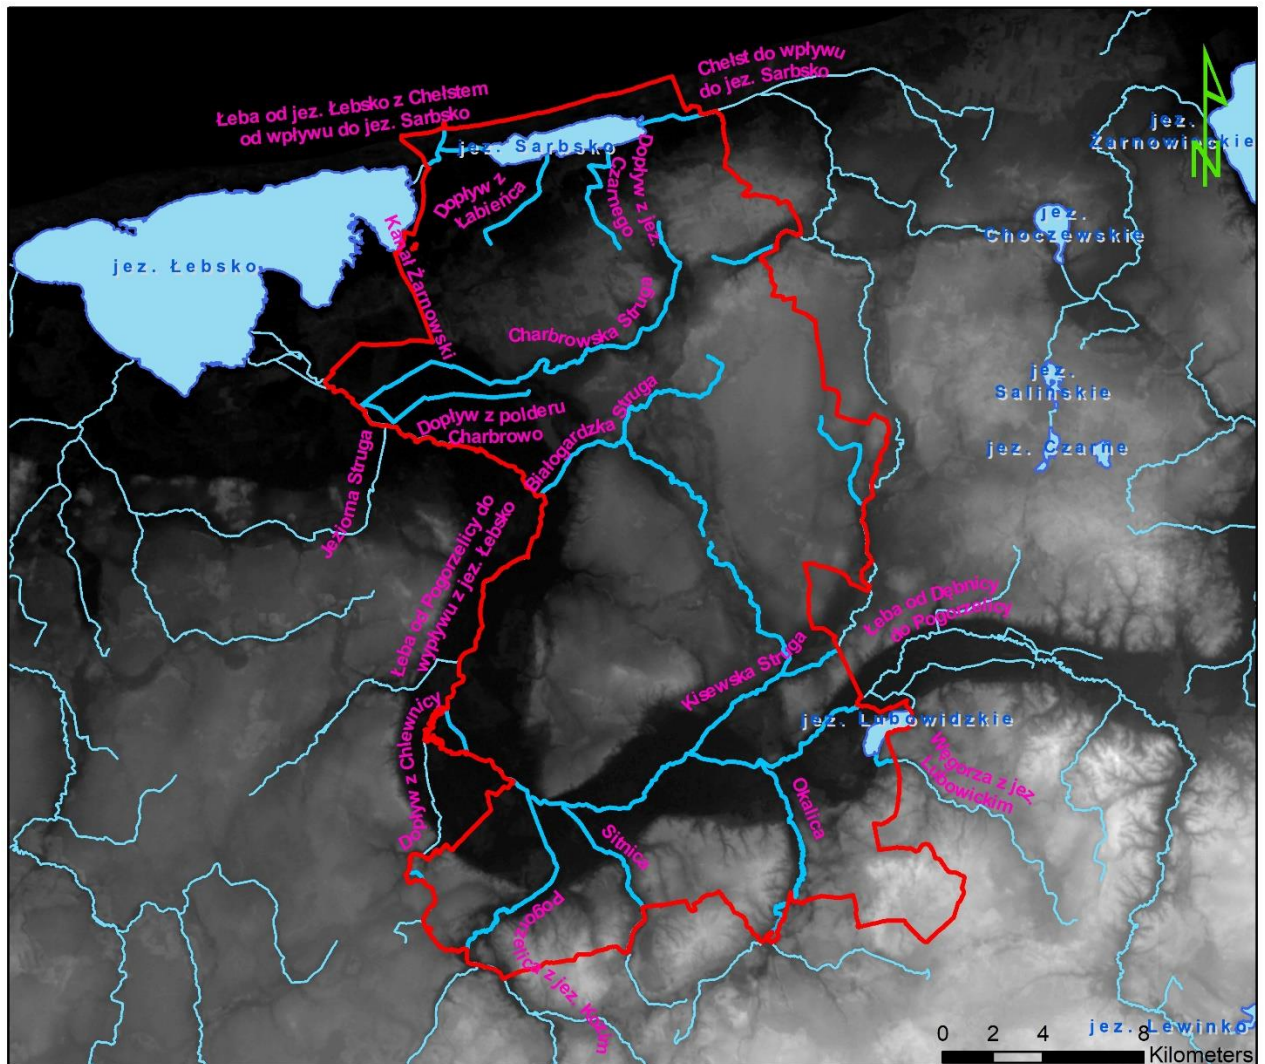 Chełst do wpływu
do jez. Sarbsko
Łeba od jez. Łebsko z Chełstem
od wpływu do jez. Sarbsko
jez.
Żarnowieckie
jez. Sarbsko
Dopływ z jez.
Czarnego
Dopływ z
Łabieńca
jez.
Choczewskie
Kanał Żarnowski
jez. Łebsko
Charbrowska Struga
jez.
Salińskie
Dopływ z polderu
Charbrowo
Białogardzka Struga
jez. Czarne
Jeziorna Struga
Łeba od Pogorzelicy do
wypływu z jez. Łebsko
Łeba od Dębnicy
do Pogorzelicy
Kisewska Struga
jez. Lubowidzkie
Dopływ z Chlewnicy
Węgorza z jez.
Lubowickim
Okalica
Sitnica
Pogorzelica z jez.
jez. Lewinko
N
0 2 4 8
Kilometers